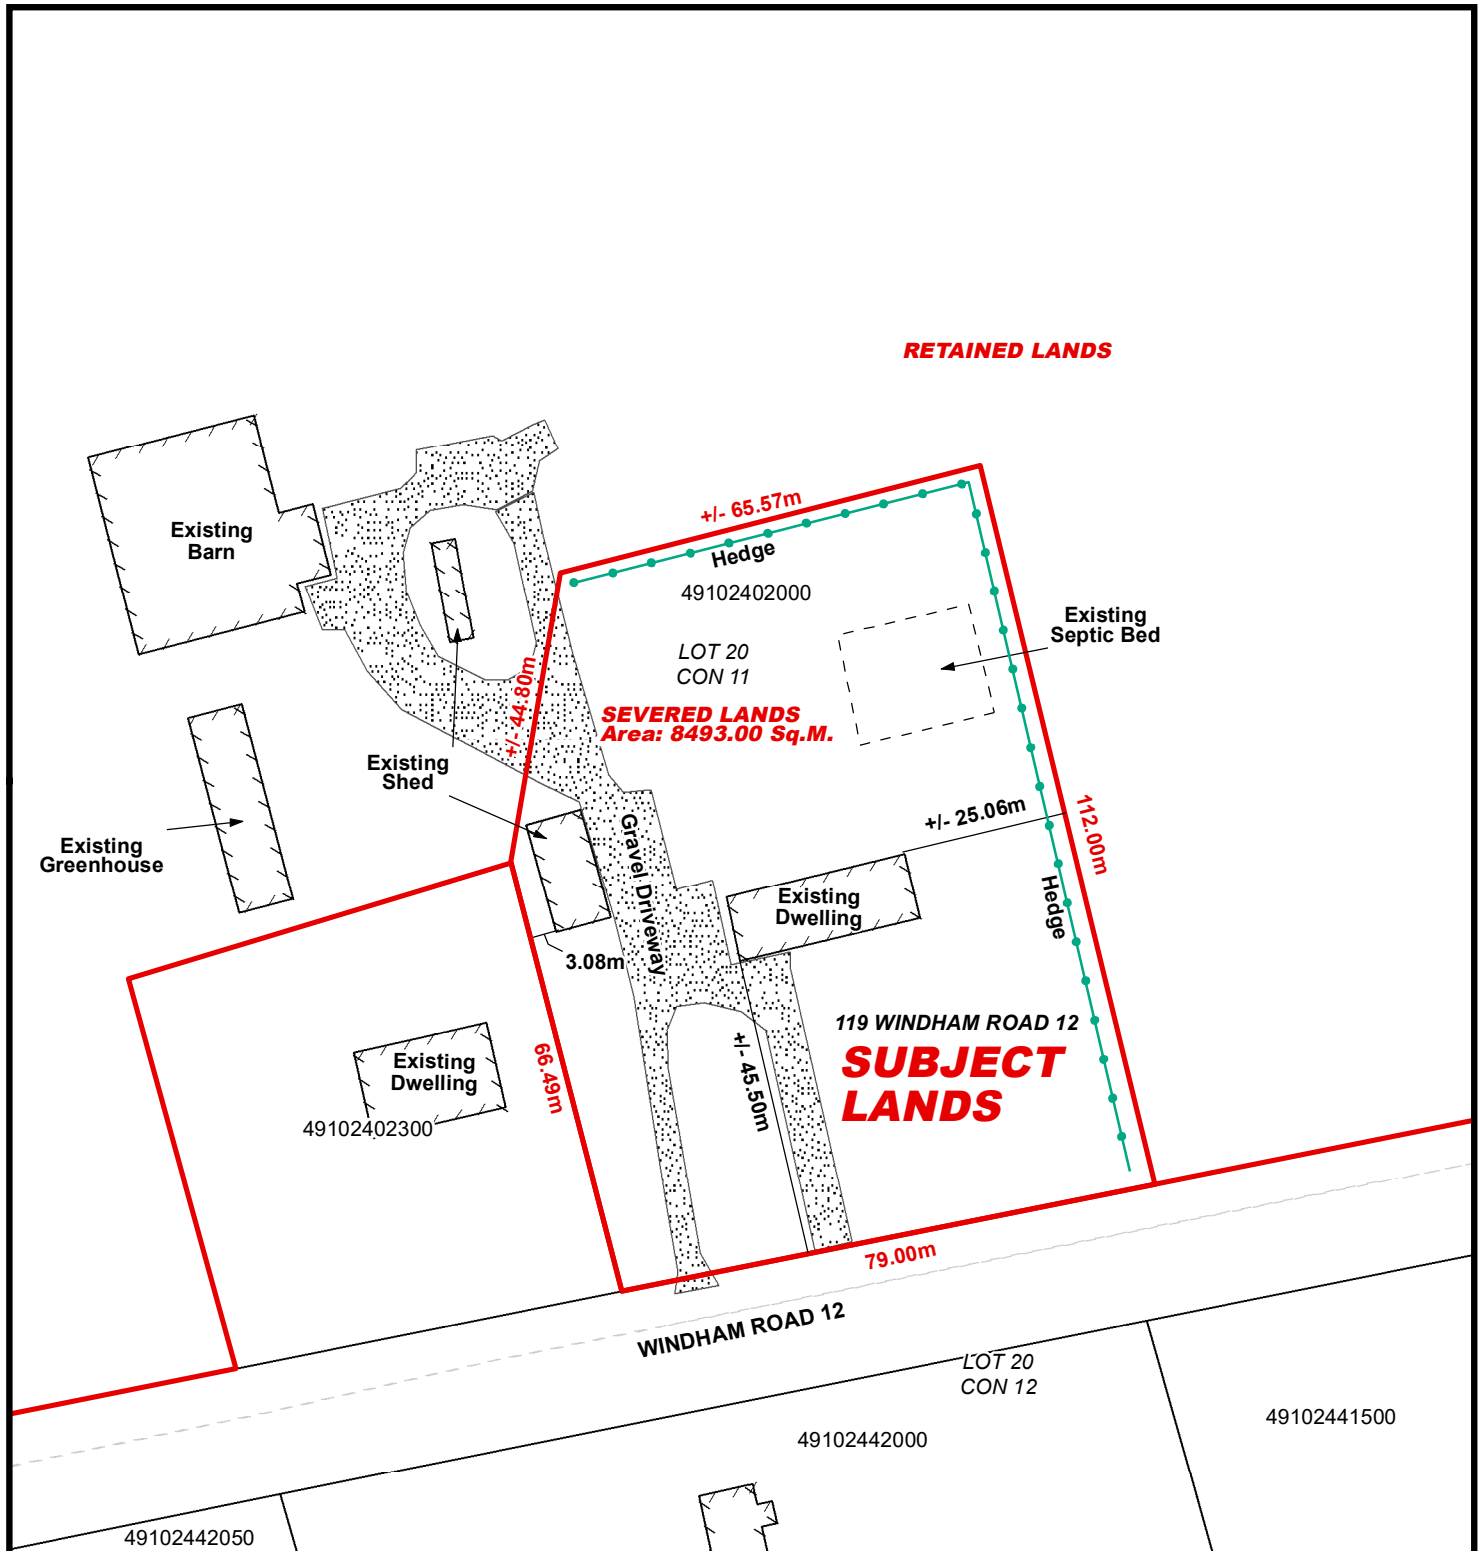 RETAINED LANDS
+/- 65.57m
Hedge
49102402000
Existing
Barn
Existing
Septic Bed
LOT 20
CON 11
+/- 44.80m
SEVERED LANDS
Area: 8493.00 Sq.M.
Existing
Shed
Existing
Greenhouse
+/- 25.06m
112.00m
Gravel Driveway
Hedge
Existing
Dwelling
3.08m
119 WINDHAM ROAD 12
SUBJECT
LANDS
Existing
Dwelling
66.49m
+/- 45.50m
49102402300
79.00m
WINDHAM ROAD 12
LOT 20
CON 12
49102441500
49102442000
49102442050